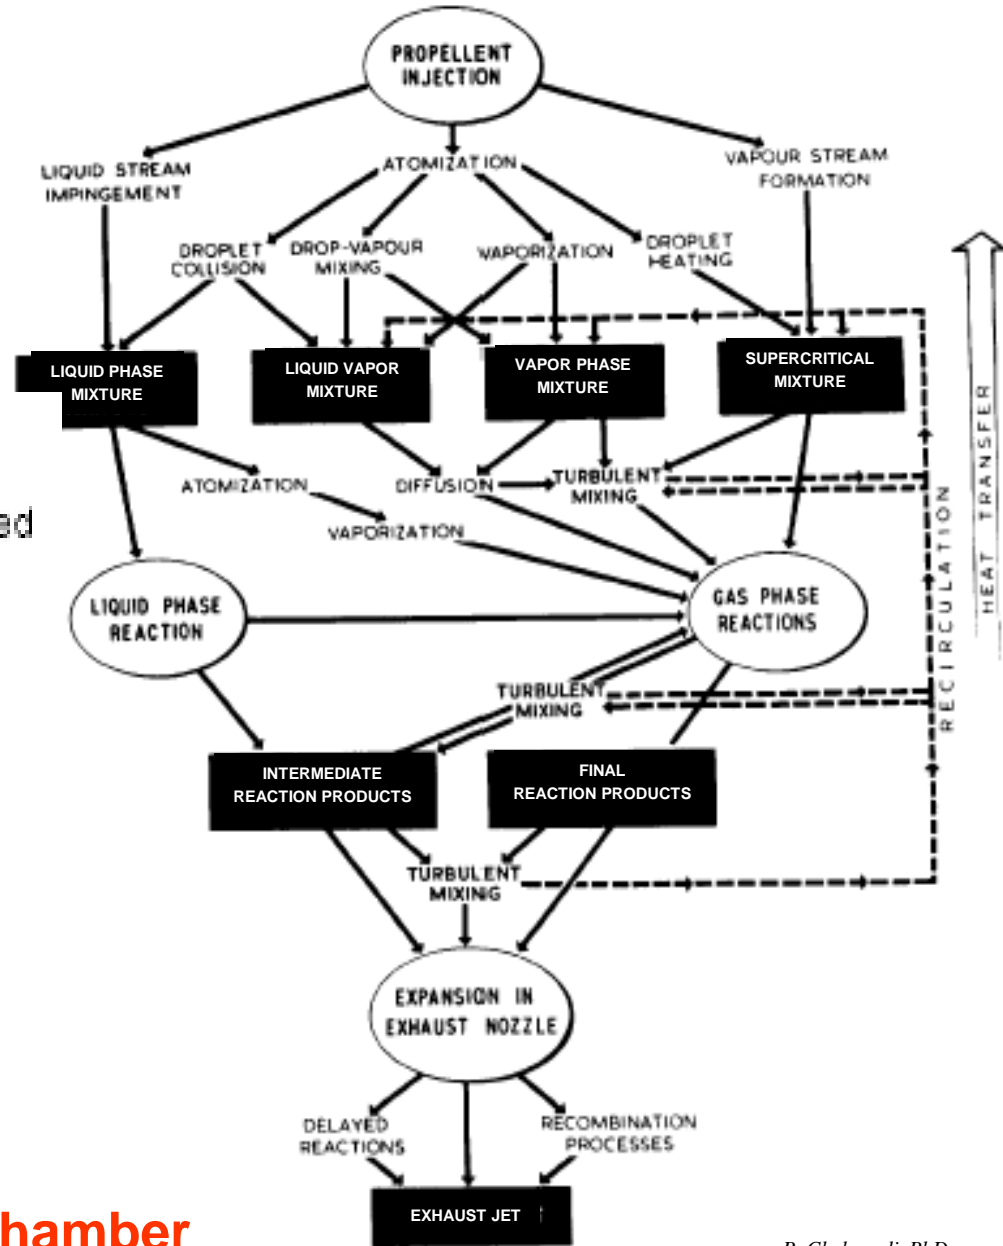 PROPELLENT
INJECTION
LIQUID STREAM
IMPINGEMENT
ATOMIZATION
VAPOUR STREAM
FORMATION
DROPLET
COLLISION
DROP-VAPOUR
MIXING
VAPORIZATION
DROPLET
HEATING
LIQUID PHASE
MIXTURE
LIQUID VAPOR
MIXTURE
VAPOR PHASE
MIXTURE
SUPERCRITICAL
MIXTURE
ATOMIZATION
DIFFUSION
TURBULENT
MIXING
VAPORIZATION
ed
RECIRCULATION
HEAT TRANSFER
LIQUID PHASE
REACTION
GAS PHASE
REACTIONS
TURBULENT
MIXING
INTERMEDIATE
REACTION PRODUCTS
FINAL
REACTION PRODUCTS
TURBULENT
MIXING
EXPANSION IN
EXHAUST NOZZLE
DELAYED
REACTIONS
RECOMBINATION
PROCESSES
EXHAUST JET
hamber